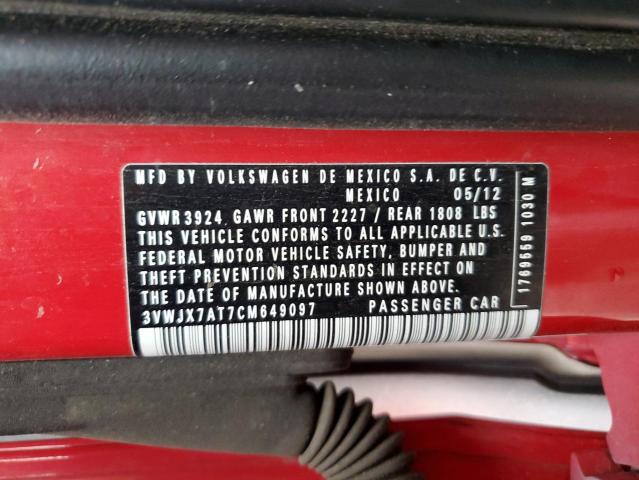 MFD BY VOLKSWAGEN DE MEXICO S.A. DE C.V.
MEXICO 05/12
GVWR 3924 GAWR FRONT 2227 / REAR 1808 LBS
THIS VEHICLE CONFORMS TO ALL APPLICABLE U.S.
FEDERAL MOTOR VEHICLE SAFETY, BUMPER AND
THEFT PREVENTION STANDARDS IN EFFECT ON
THE DATE OF MANUFACTURE SHOWN ABOVE.
3VWJX7AT7CM649097 PASSENGER CAR
1769559 1030 M